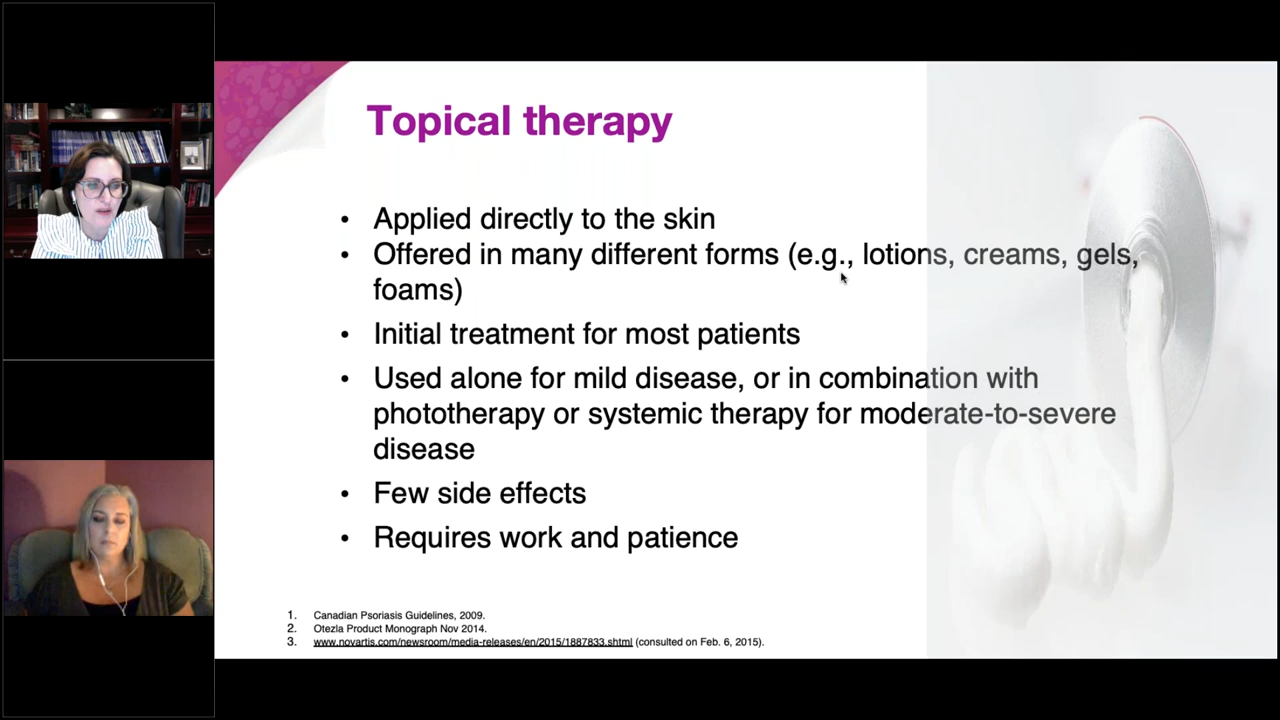 Topical therapy
• Applied directly to the skin
• Offered in many different forms (e.g., lotions, creams, gels,
foams)
• Initial treatment for most patients
• Used alone for mild disease, or in combination with
phototherapy or systemic therapy for moderate-to-severe
disease
• Few side effects
• Requires work and patience
1. Canadian Psoriasis Guidelines, 2009.
2. Otezla Product Monograph Nov 2014.
3. www.novartis.com/newsroom/media-releases/en/2015/1887833.shtml (consulted on Feb. 6, 2015).